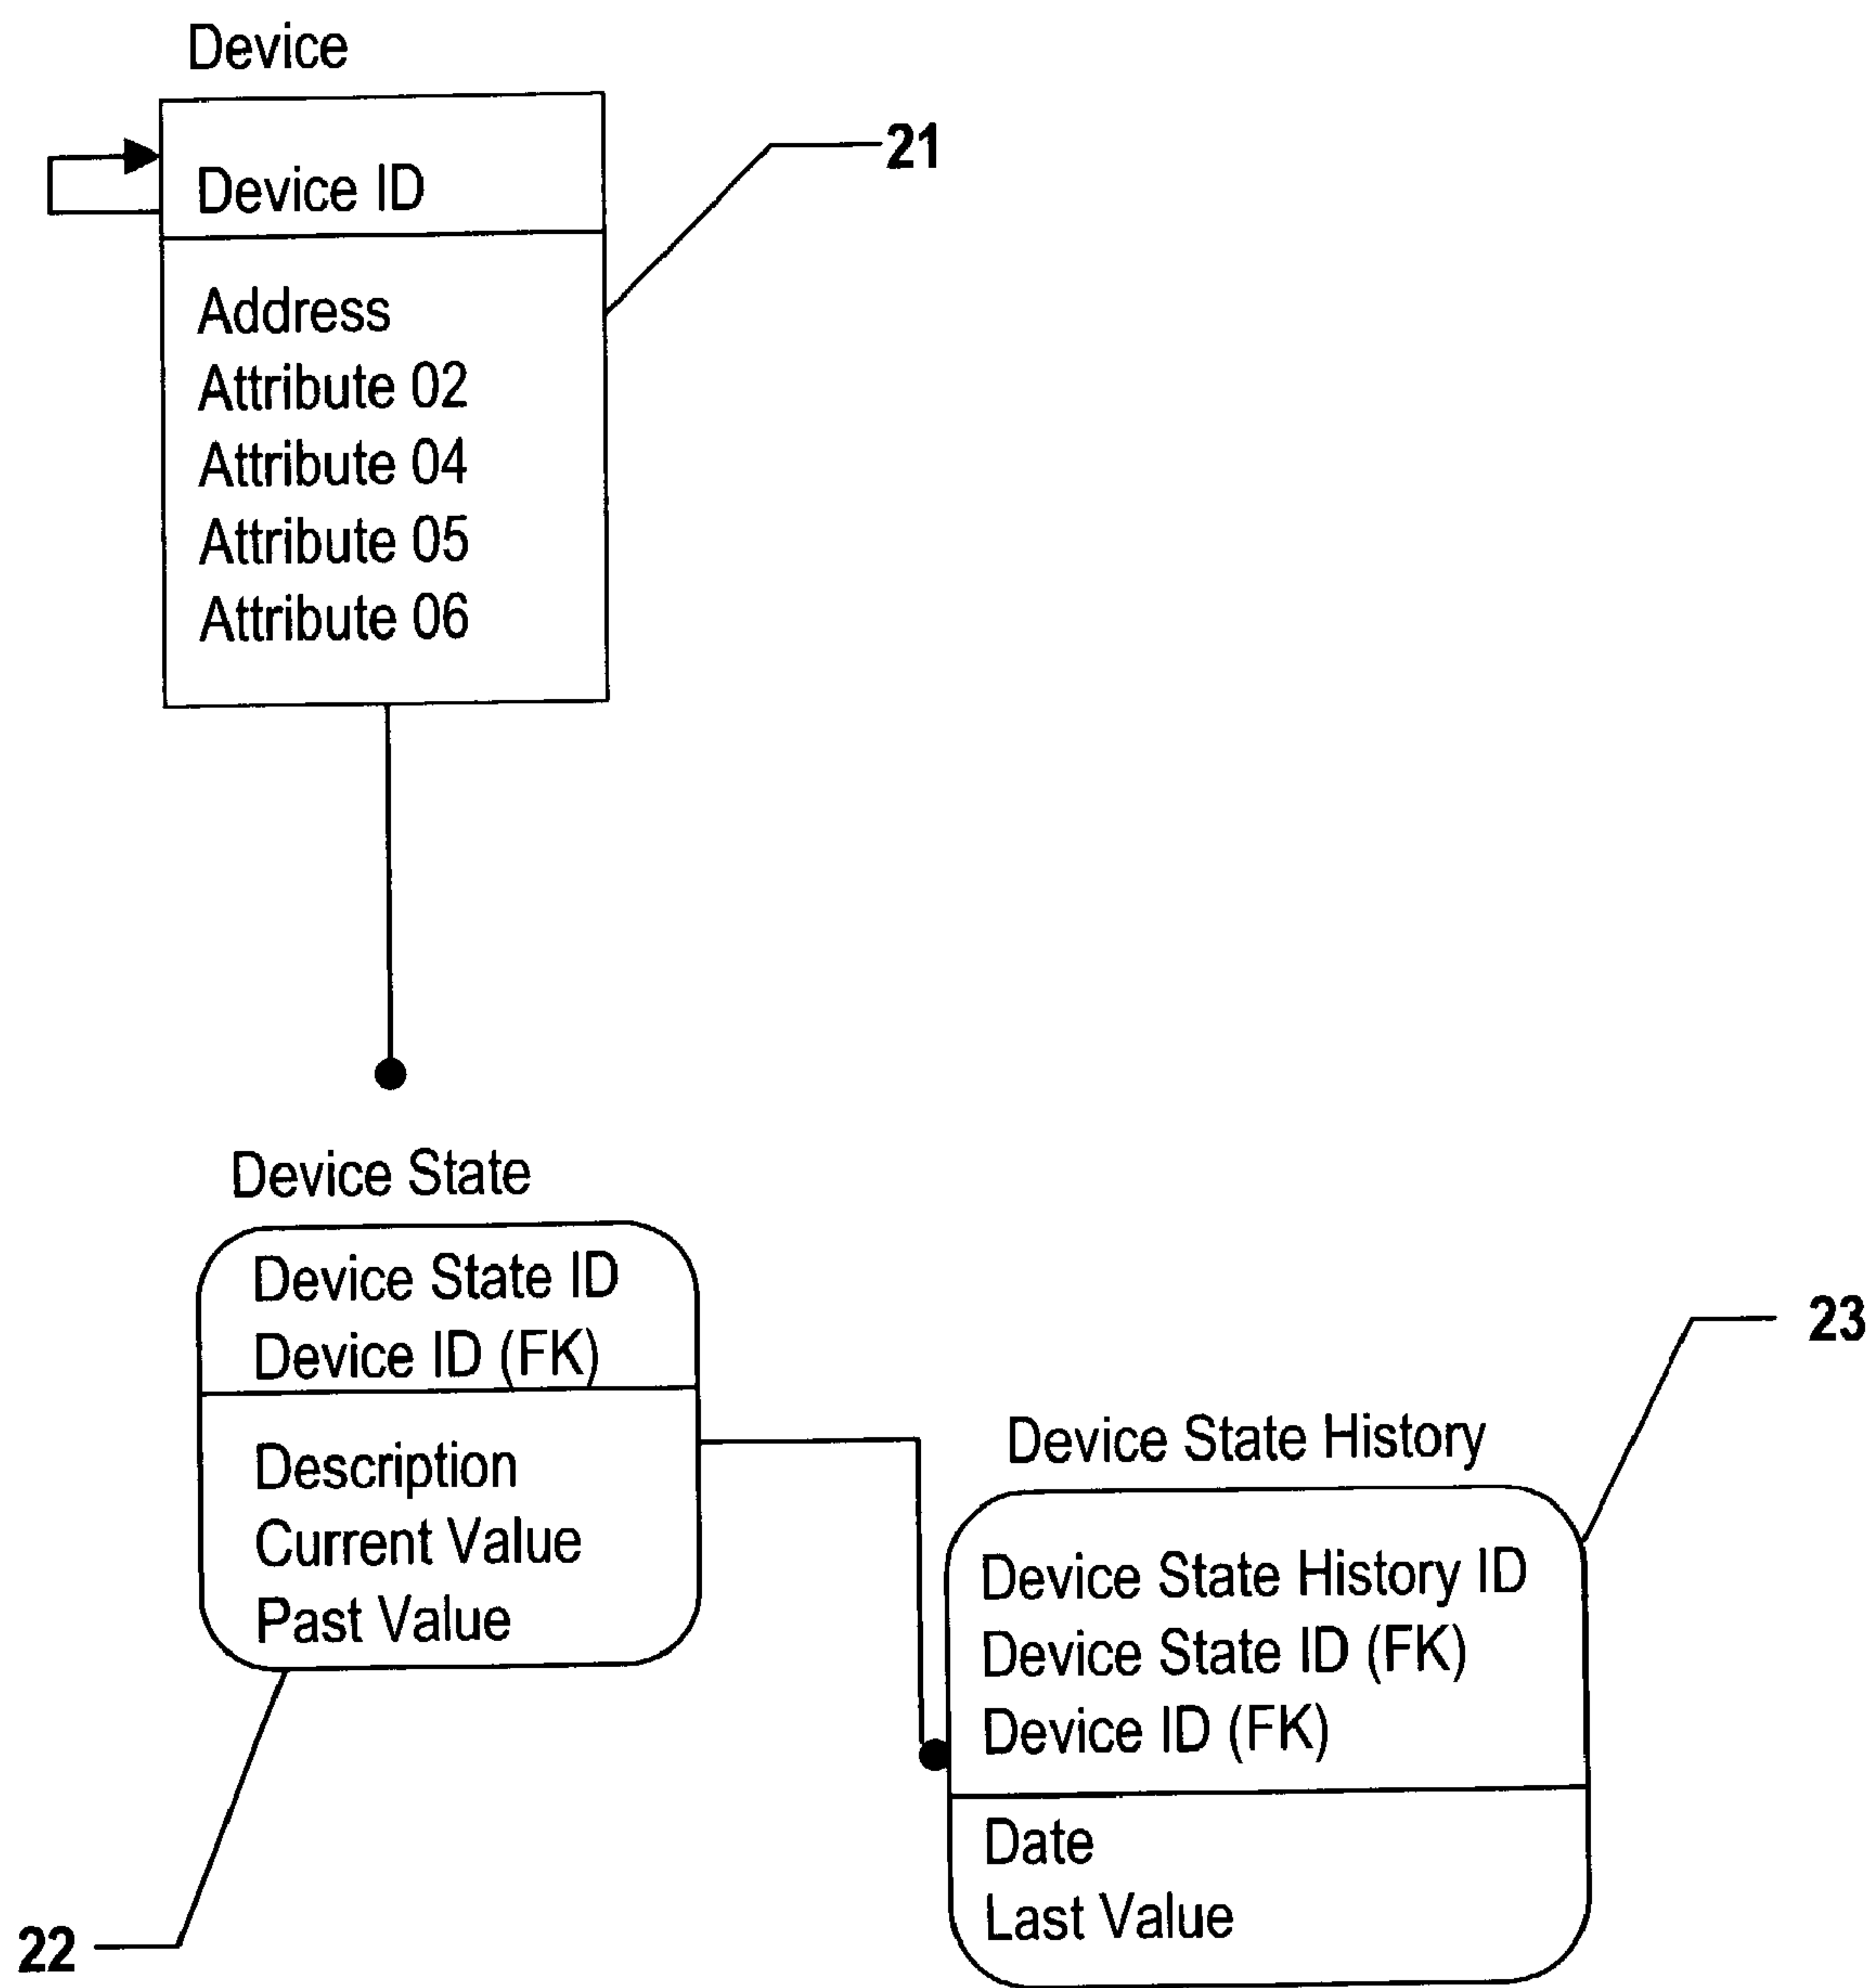 Device
21
Device ID
Address
Attribute 02
Attribute 04
Attribute 05
Attribute 06
Device State
Device State ID
Device ID (FK)
Description
Current Value
Past Value
22
23
Device State History
Device State History ID
Device State ID (FK)
Device ID (FK)
Date
Last Value